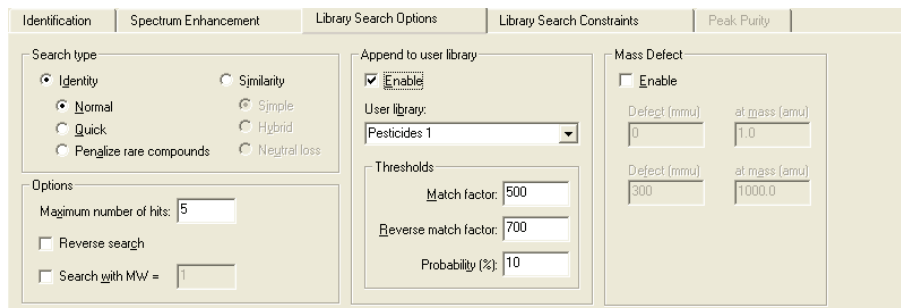 Identification
Spectrum Enhancement
Library Search Options
Library Search Constraints
Peak Purity
Search type
Identity
Similarity
Normal
Simple
Quick
Hybrid
Penalize rare compounds
Neutral loss
Options
Maximum number of hits: 5
Reverse search
Search with MW = 1
Append to user library
Enable
User library:
Pesticides 1
Thresholds
Match factor: 500
Reverse match factor: 700
Probability (%): 10
Mass Defect
Enable
Defect (mmu)
at mass (amu)
0
1.0
Defect (mmu)
at mass (amu)
300
1000.0